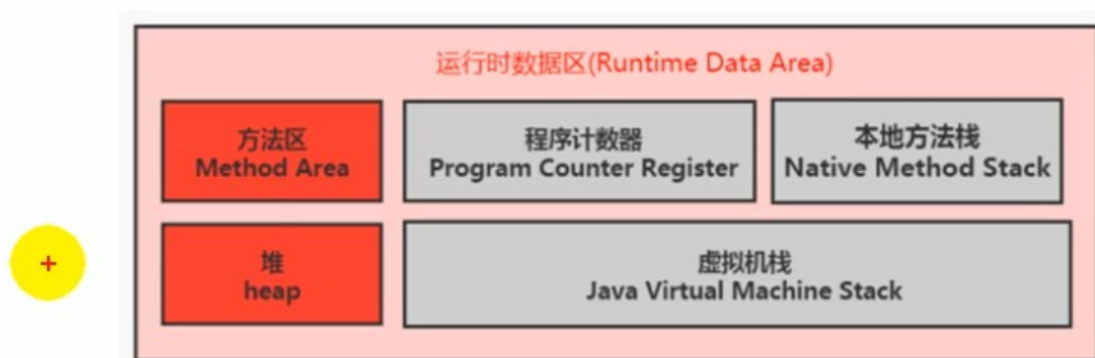 运行时数据区(Runtime Data Area)
方法区
Method Area
程序计数器
Program Counter Register
本地方法栈
Native Method Stack
堆
heap
虚拟机栈
Java Virtual Machine Stack